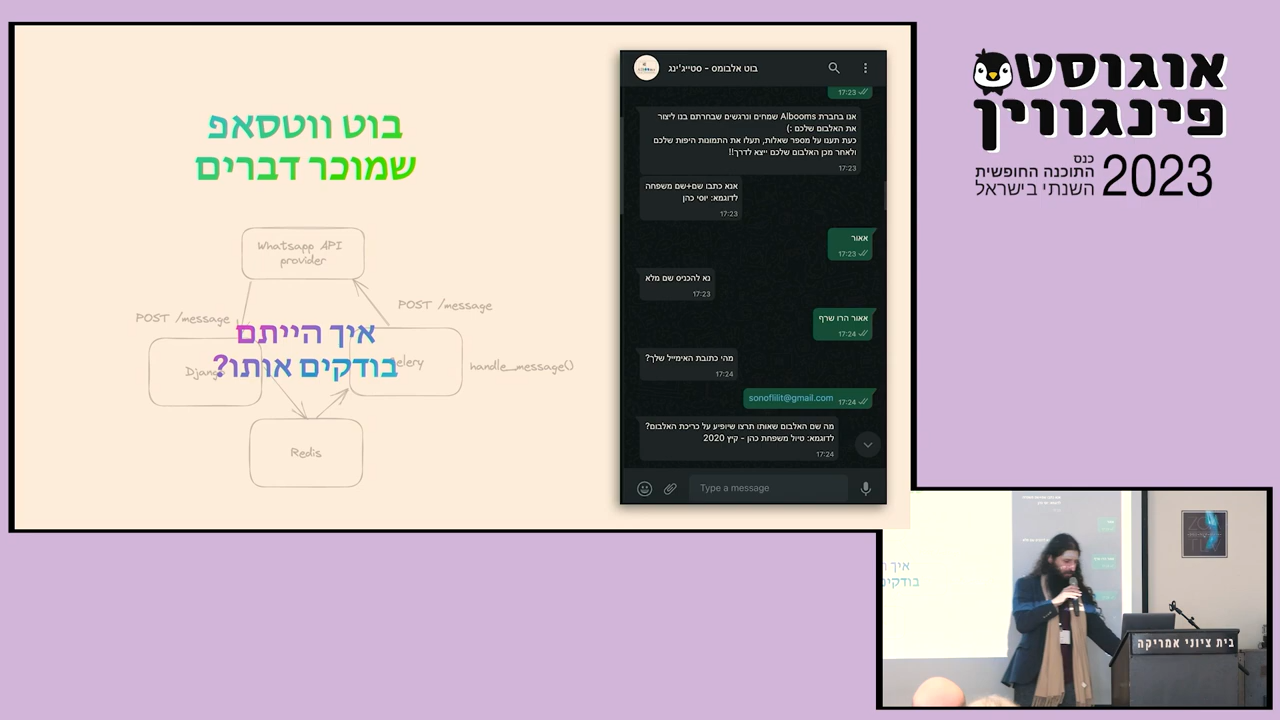 בוט ווטסאפ
שמוכר דברים
Whatsapp API
provider
POST /message
POST /message
איך הייתם
בודקים אותו?
handle_message()
Redis
בוט אלבומס - סטייג'ינג
17:23
אנו בחברת Albooms שמחים ונרגשים שבחרתם בנו ליצור
את האלבום שלכם :)
כעת תענו על מספר שאלות, תעלו את התמונות היפות שלכם
ולאחר מכן האלבום שלכם ייצא לדרך!!
17:23
אנא כתבו שם+שם משפחה
לדוגמא: יוסי כהן
17:23
אאור
17:23
נא להכניס שם מלא
17:23
אאור הרו שרף
17:24
מהי כתובת האימייל שלך?
17:24
sonoflilit@gmail.com 17:24
מה שם האלבום שאותו תרצו שיופיע על כריכת האלבום?
לדוגמא: טיול משפחת כהן - קיץ 2020
17:24
Type a message
אוגוסט
פינגווין
כנס
התוכנה החופשית
השנתי בישראל
2023
בית ציוני אמריקה